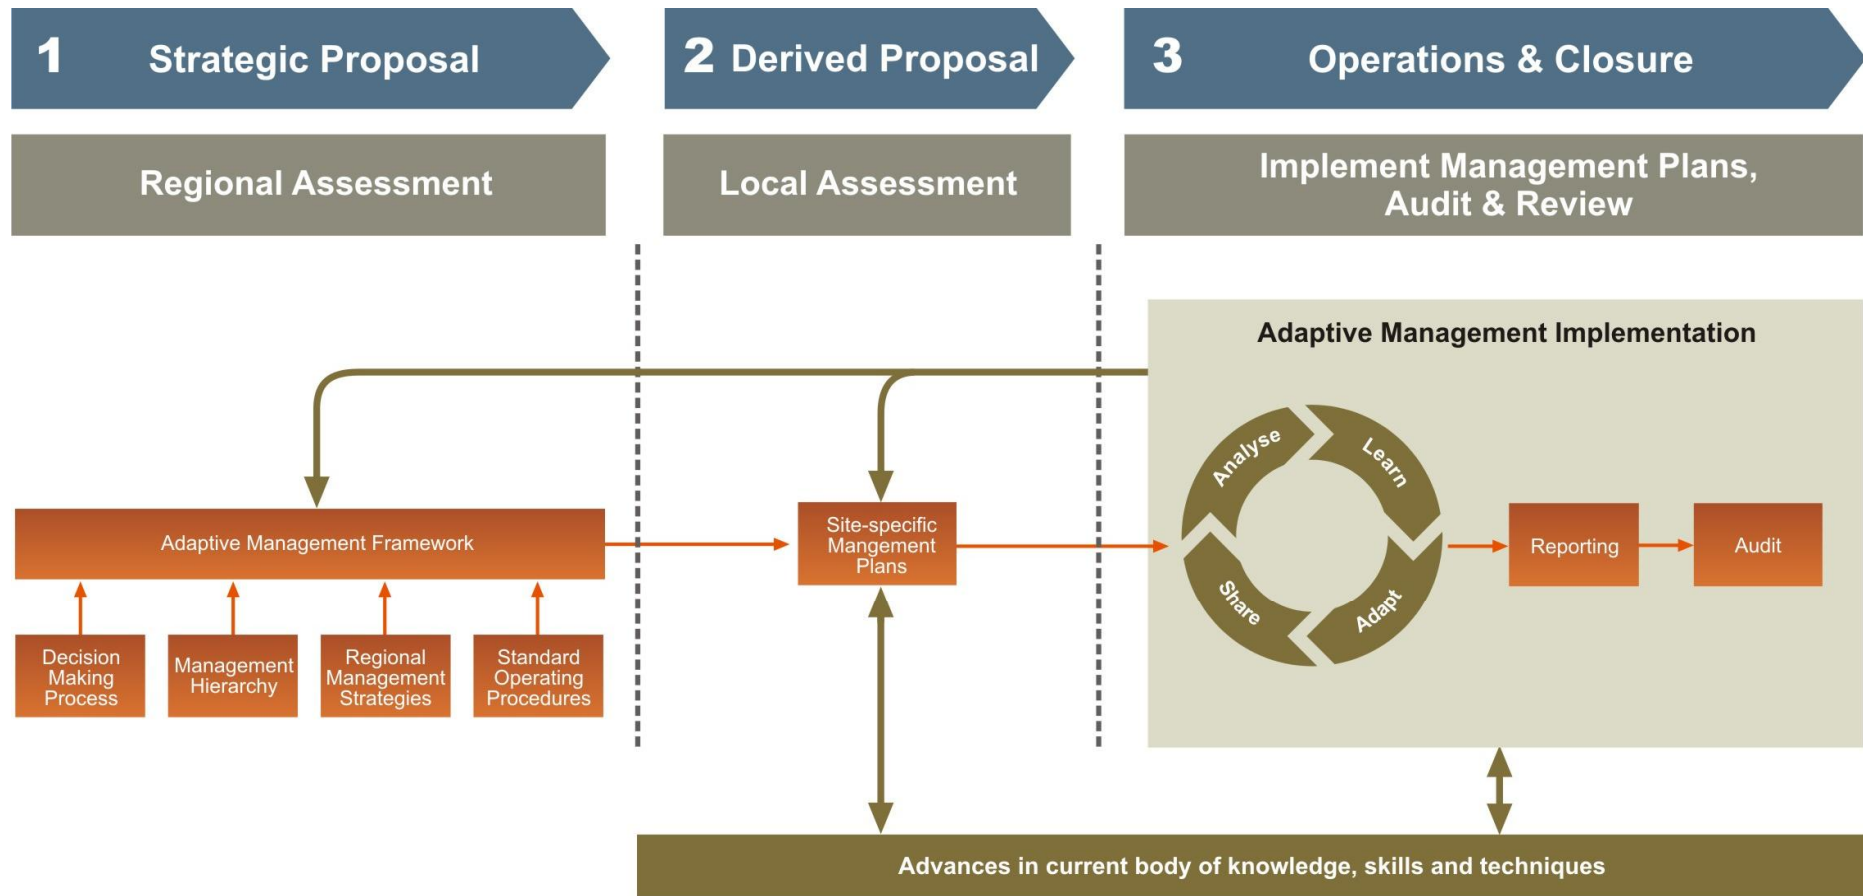 1 Strategic Proposal
2 Derived Proposal
3 Operations & Closure
Regional Assessment
Local Assessment
Implement Management Plans,
Audit & Review
Adaptive Management Implementation
Analyse
Learn
Adapt
Share
Adaptive Management Framework
Site-specific
Mangement
Plans
Reporting
Audit
Decision
Making
Process
Management
Hierarchy
Regional
Management
Strategies
Standard
Operating
Procedures
Advances in current body of knowledge, skills and techniques